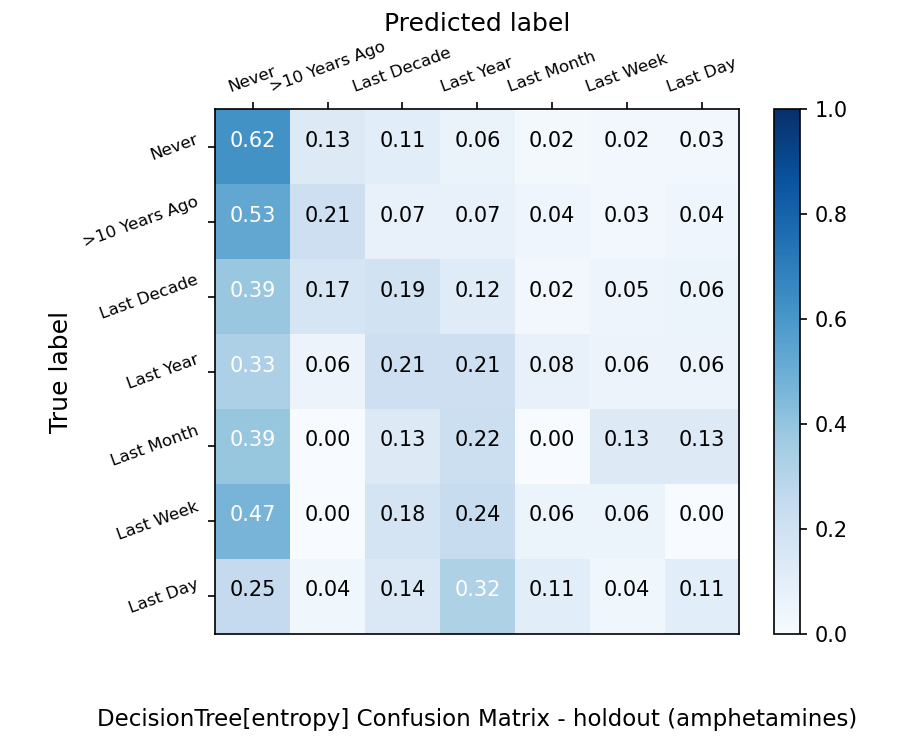 Predicted label
Never >10 Years Ago Last Decade Last Year Last Month Last Week Last Day
True label
Never 0.62 0.13 0.11 0.06 0.02 0.02 0.03
>10 Years Ago 0.53 0.21 0.07 0.07 0.04 0.03 0.04
Last Decade 0.39 0.17 0.19 0.12 0.02 0.05 0.06
Last Year 0.33 0.06 0.21 0.21 0.08 0.06 0.06
Last Month 0.39 0.00 0.13 0.22 0.00 0.13 0.13
Last Week 0.47 0.00 0.18 0.24 0.06 0.06 0.00
Last Day 0.25 0.04 0.14 0.32 0.11 0.04 0.11
1.0
0.8
0.6
0.4
0.2
0.0
DecisionTree[entropy] Confusion Matrix - holdout (amphetamines)